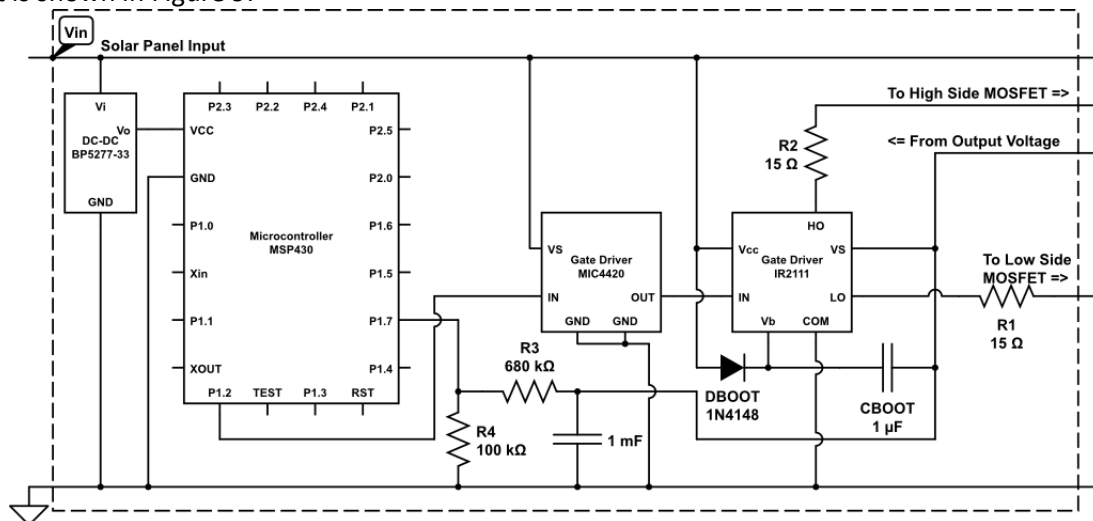 Vin
Solar Panel Input
Vi
Vo
DC-DC
BP5277-33
GND
P2.3
P2.2
P2.4
P2.1
VCC
P2.5
GND
P2.0
P1.0
P1.6
Microcontroller
MSP430
Xin
P1.5
P1.1
P1.7
XOUT
P1.4
P1.2
TEST
P1.3
RST
R3
680 kΩ
R4
100 kΩ
1 mF
VS
Gate Driver
MIC4420
IN
OUT
GND
GND
To High Side MOSFET =>
R2
15 Ω
<= From Output Voltage
HO
Vcc
VS
Gate Driver
IR2111
IN
LO
Vb
COM
To Low Side
MOSFET =>
R1
15 Ω
DBOOT
1N4148
CBOOT
1 µF